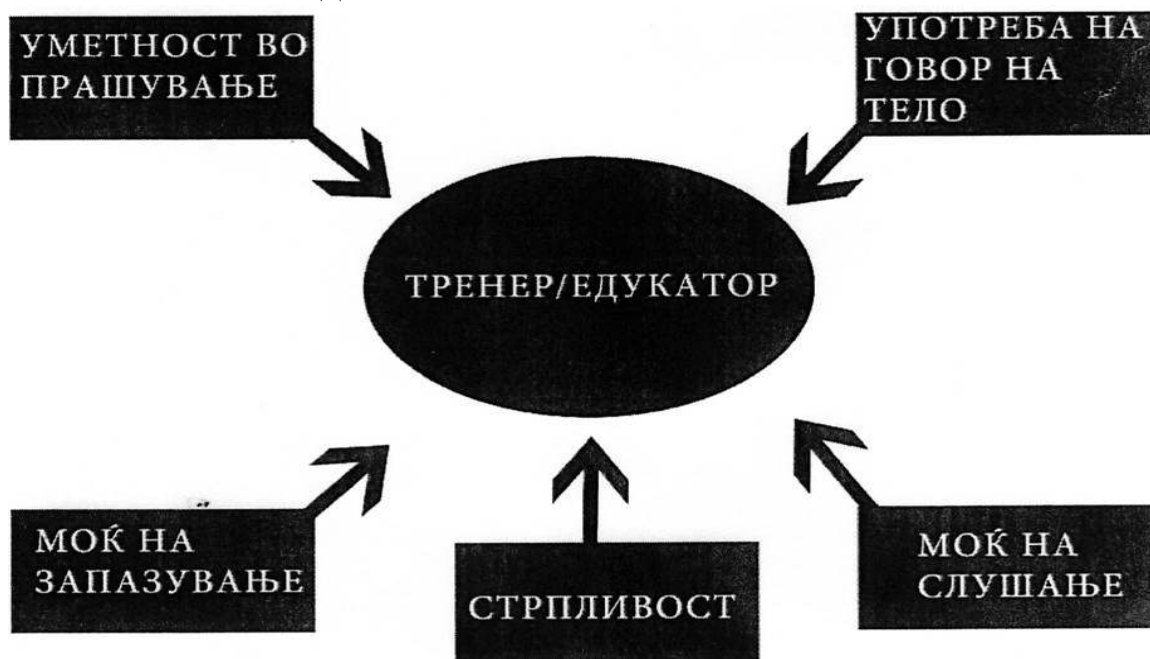 УМЕТНОСТ ВО
ПРАШУВАЊЕ
УПОТРЕБА НА
ГОВОР НА
ТЕЛО
ТРЕНЕР/ЕДУКАТОР
МОЌ НА
ЗАПАЗУВАЊЕ
СТРПЛИВОСТ
МОЌ НА
СЛУШАЊЕ